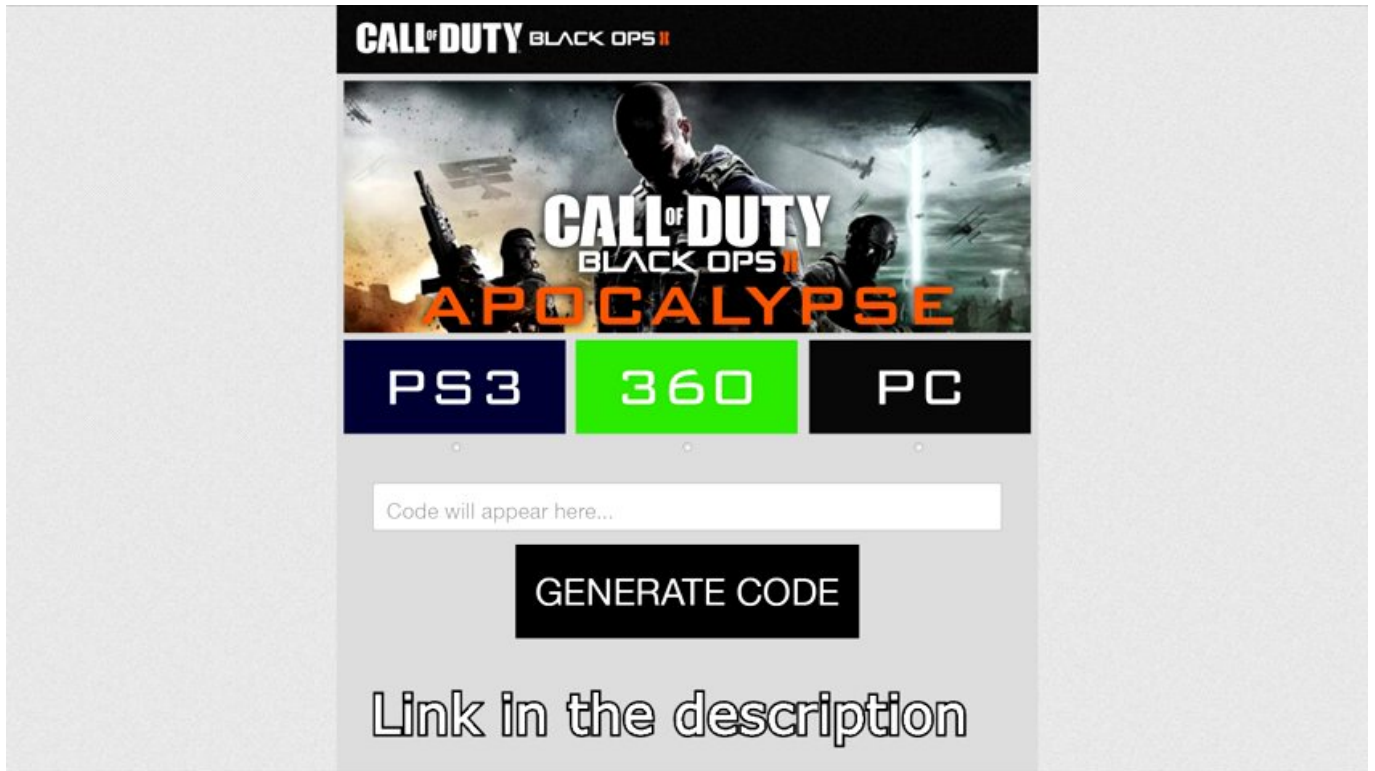 CALL OF DUTY BLACK OPS II
CALL OF DUTY
BLACK OPS II
APOCALYPSE
PS3 360 PC
Code will appear here...
GENERATE CODE
Link in the description